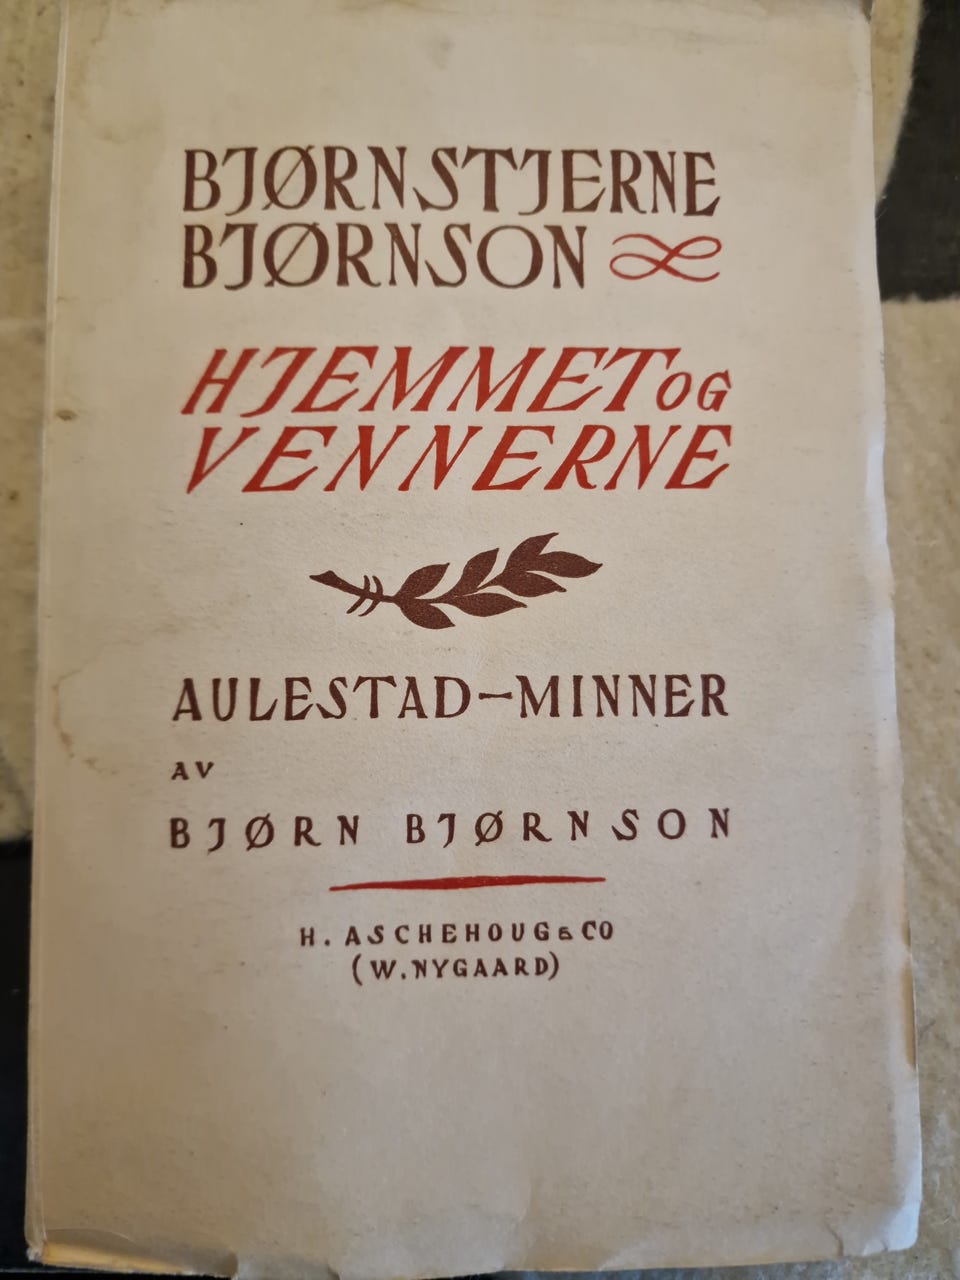 BJØRNSTJERNE
BJØRNSON
HJEMMET OG
VENNERNE
AULESTAD-MINNER
AV
BJØRN BJØRNSON
H. ASCHEHOUG & CO
(W. NYGAARD)